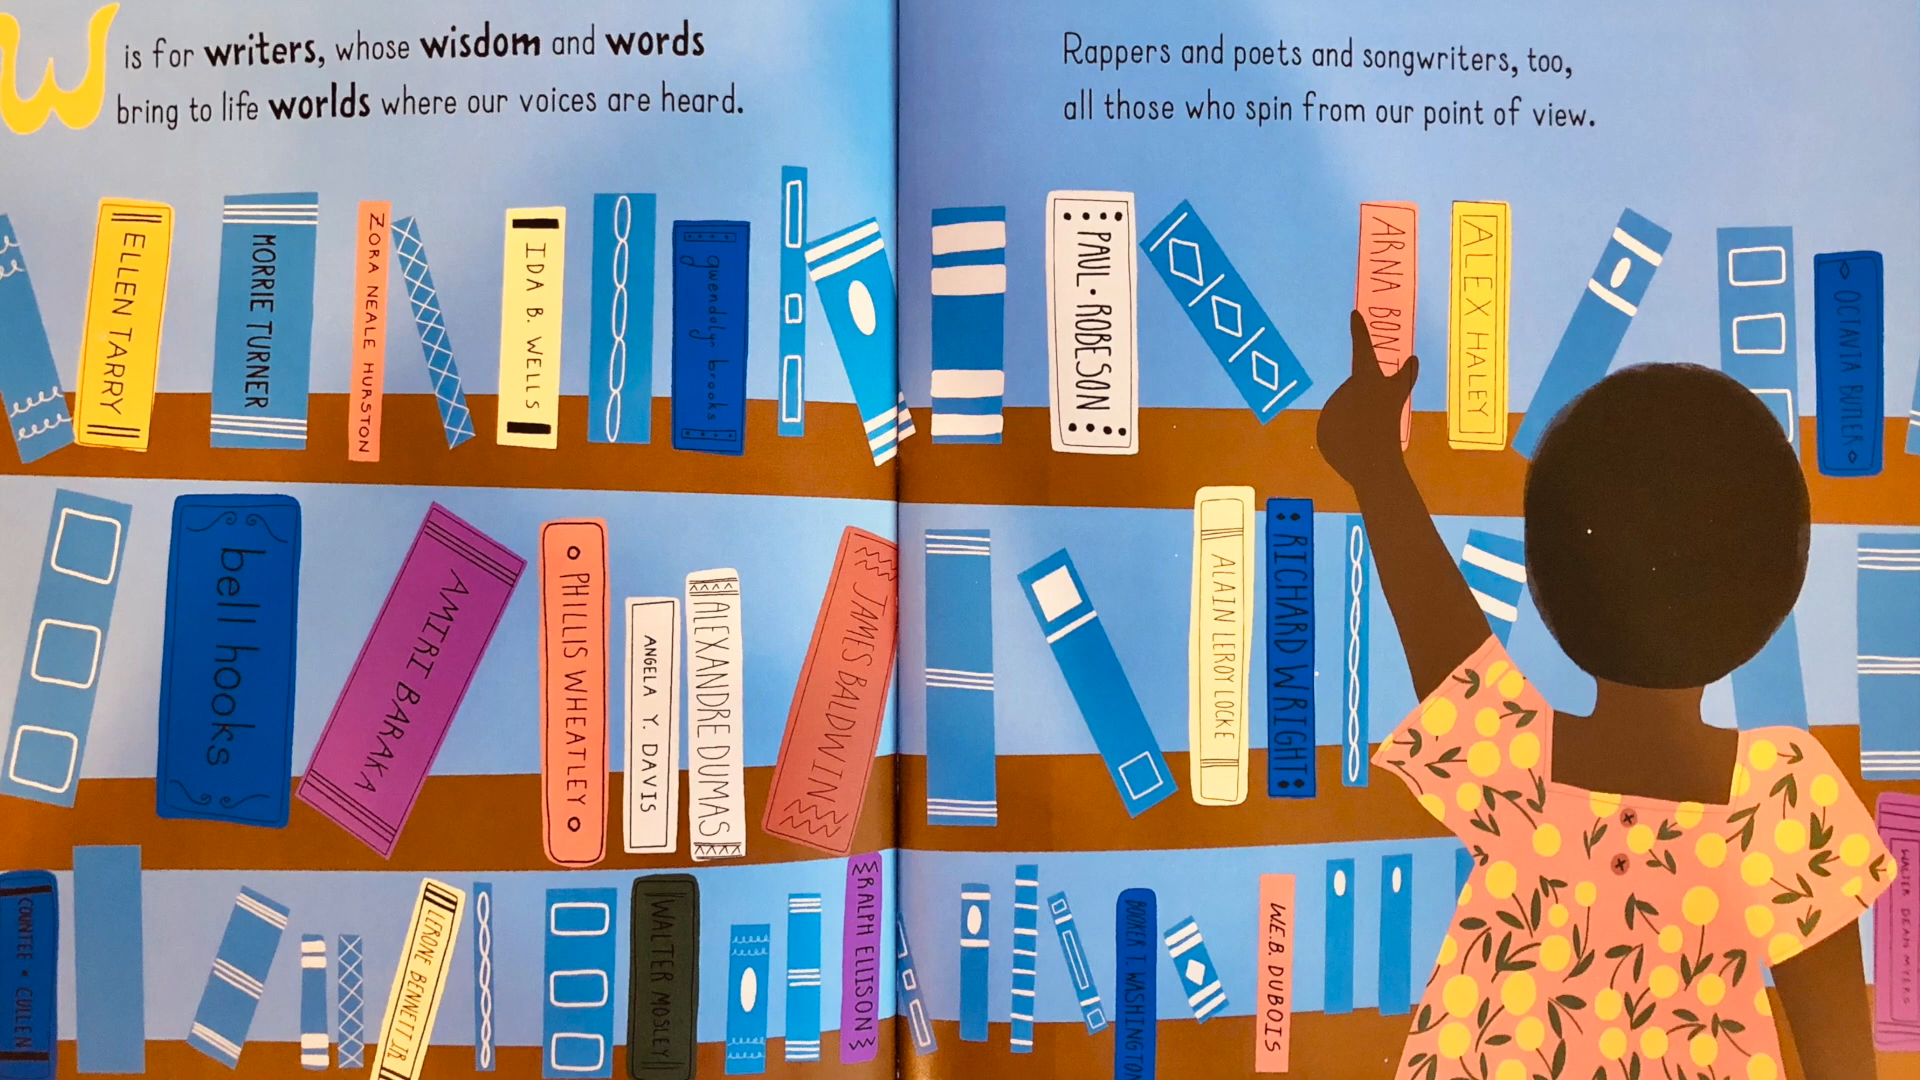 W is for writers, whose wisdom and words
bring to life worlds where our voices are heard.
Rappers and poets and songwriters, too,
all those who spin from our point of view.
ELLEN TARRY
MORRIE TURNER
ZORA NEALE HURSTON
IDA B. WELLS
gwendolyn brooks
PAUL · ROBESON
ARNA BONT
ALEX HALEY
OCTAVIA BUTLER
bell hooks
AMIRI BARAKA
PHILLIS WHEATLEY
ANGELA Y. DAVIS
ALEXANDRE DUMAS
JAMES BALDWIN
ALAIN LEROY LOCKE
RICHARD WRIGHT
COUNTEE · CULLEN
LERONE BENNETT JR
WALTER MOSLEY
RALPH ELLISON
BOOKER T. WASHINGTON
W.E.B. DUBOIS
WALTER DEAN MYERS